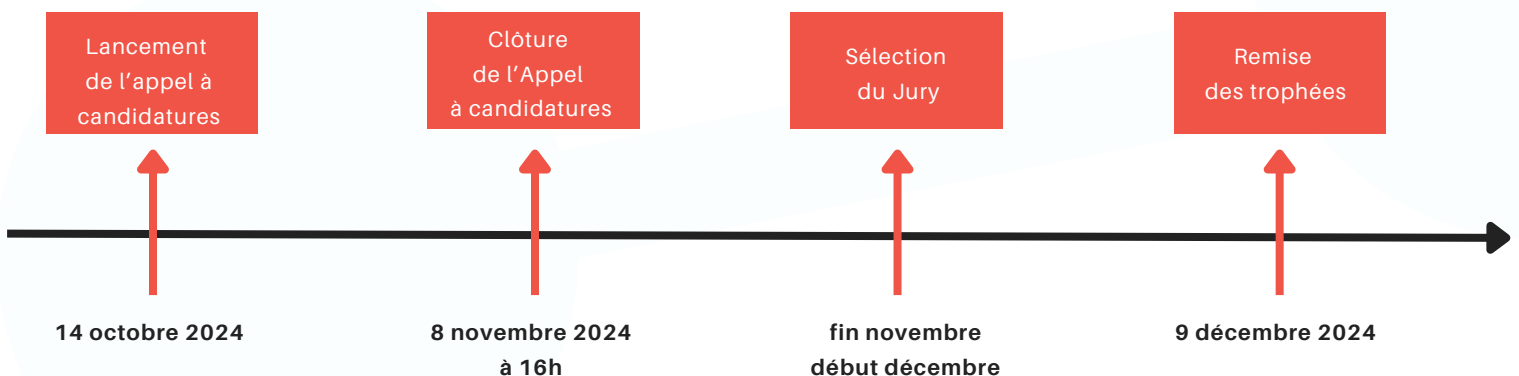 Lancement
de l'appel à
candidatures
Clôture
de l'Appel
à candidatures
Sélection
du Jury
Remise
des trophées
14 octobre 2024
8 novembre 2024
à 16h
fin novembre
début décembre
9 décembre 2024